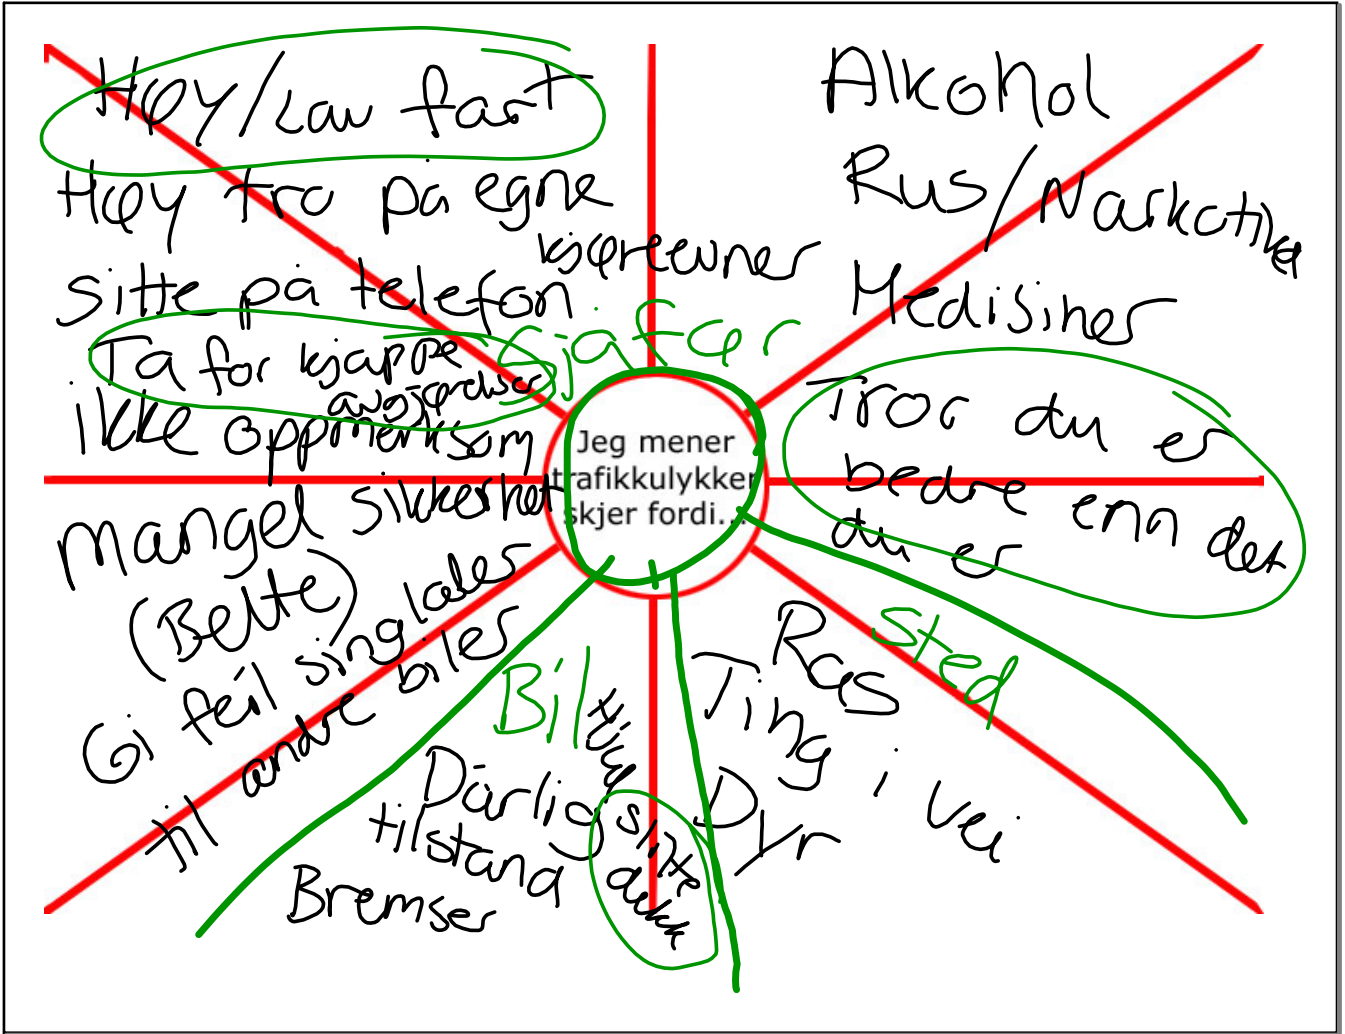 Høy/Lav fart
Høy tro på egne
kjøreevner
sitte på telefon
Ta for kjappe
avgjørelser
ikke oppmerksom
mangel sikkerhet
(Belte)
Gi feil singlaler
til andre biler
Sjåfør
Alkohol
Rus/Narkotika
Medisiner
Tror du er
bedre enn det
du er
Jeg mener
trafikkulykker
skjer fordi...
Bil
Dårlig
tilstand
Bremser
slitte
dekk
Sted
Ras
Ting i vei
Dyr